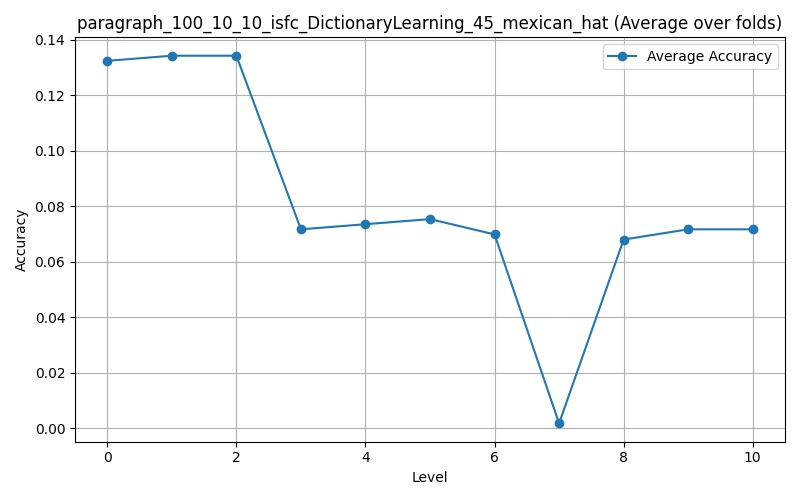 paragraph_100_10_10_isfc_DictionaryLearning_45_mexican_hat (Average over folds)
Average Accuracy
Accuracy
0.14
0.12
0.10
0.08
0.06
0.04
0.02
0.00
0 2 4 6 8 10
Level